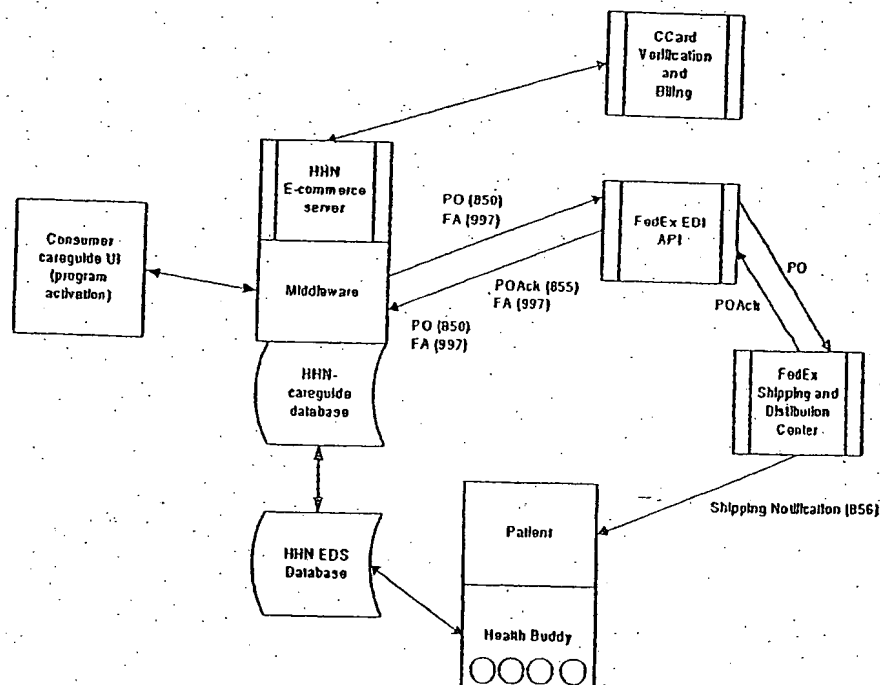 CCard
Verification
and
Billing
HHN
E-commerce
server
PO (850)
FA (997)
FedEx EDI
API
Consumer
careguide UI
(program
activation)
Middleware
POAck (855)
FA (997)
PO
POAck
PO (850)
FA (997)
HHN-
careguide
database
FedEx
Shipping and
Distibution
Center
Shipping Notification (856)
Patient
HHN EDS
Database
Health Buddy